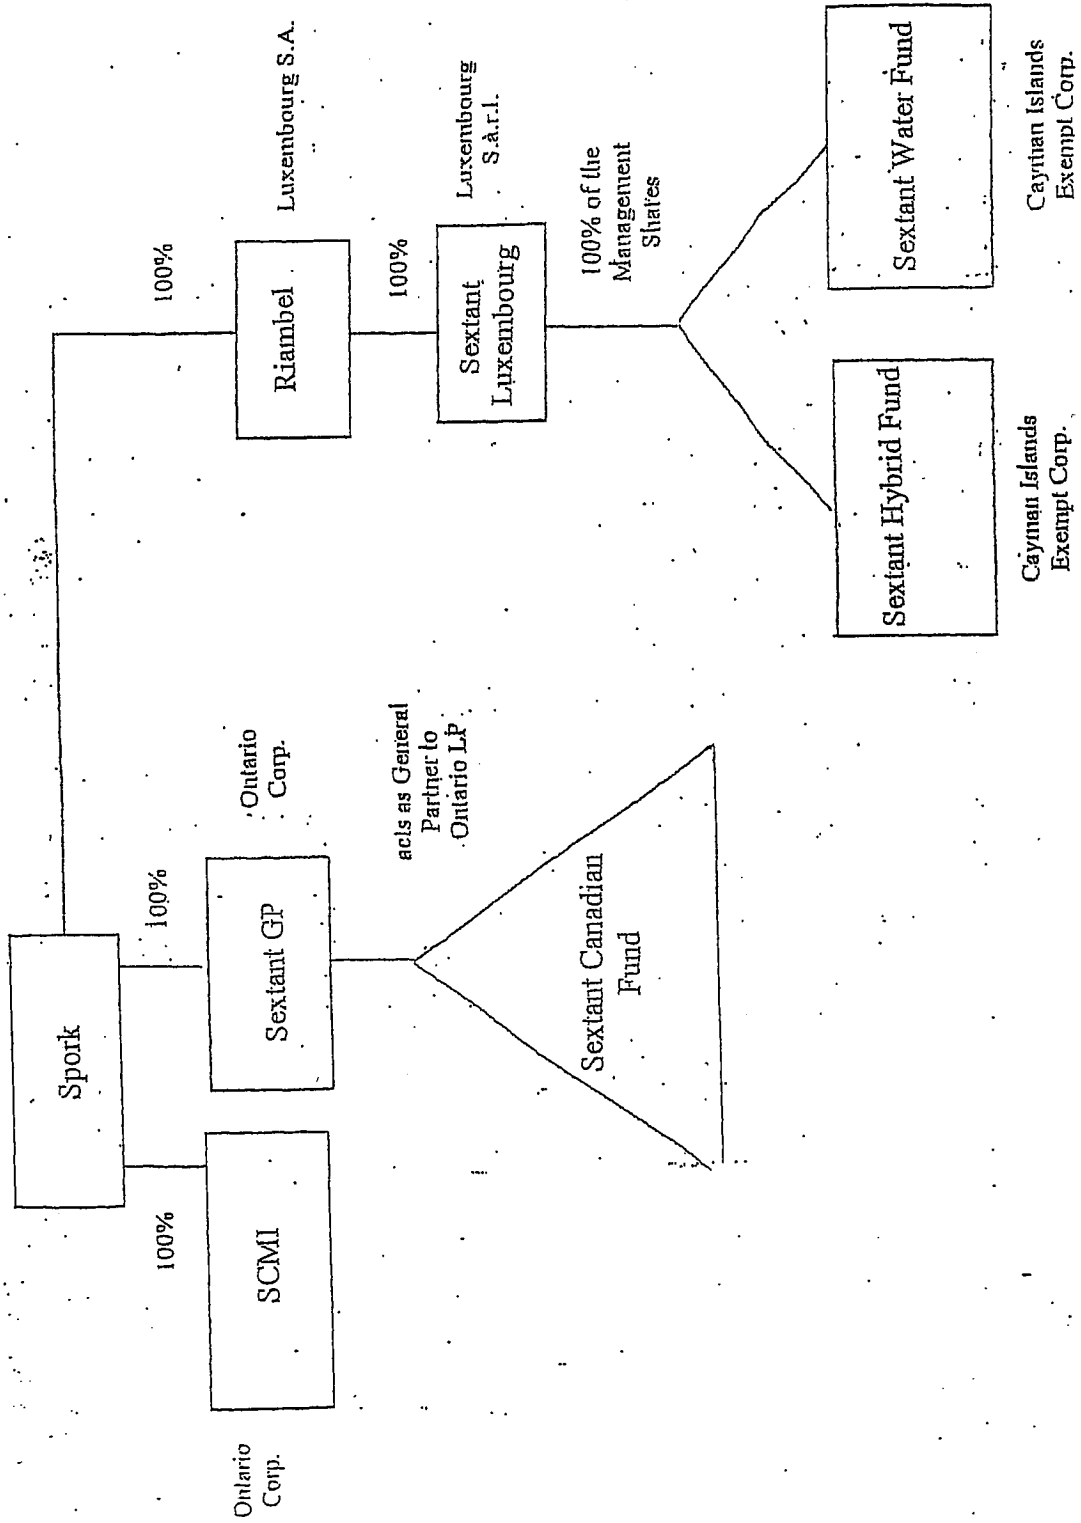 Spork
100%
100%
100%
Ontario
Corp.
SCMI
Sextant GP
Ontario
Corp.
Riambel
Luxembourg S.A.
acts as General
Partner to
Ontario LP
100%
Sextant
Luxembourg
Luxembourg
S.à.r.l.
Sextant Canadian
Fund
100% of the
Management
Shares
Sextant Hybrid Fund
Sextant Water Fund
Cayman Islands
Exempt Corp.
Cayman Islands
Exempt Corp.